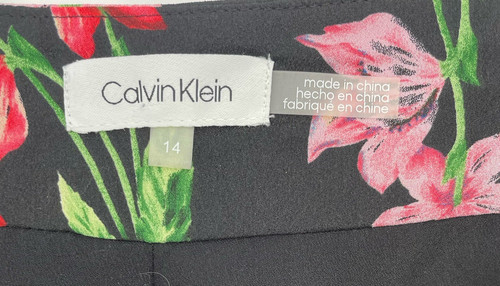 Calvin Klein
14
made in china
hecho en china
fabriqué en chine